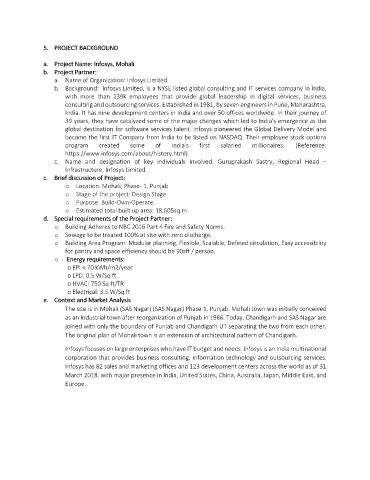 5. PROJECT BACKGROUND
a. Project Name: Infosys, Mohali
b. Project Partner:
a. Name of Organization: Infosys Limited
b. Background: Infosys Limited, is a NYSE listed global consulting and IT services company in India,
with more than 239k employees that provide global leadership in digital services, business
consulting and outsourcing services. Established in 1981, by seven engineers in Pune, Maharashtra,
India. It has nine development centers in India and over 50 offices worldwide. In their journey of
39 years, they have catalyzed some of the major changes which led to India's emergence as the
global destination for software services talent. Infosys pioneered the Global Delivery Model and
became the first IT Company from India to be listed on NASDAQ. Their employee stock options
program created some of India's first salaried millionaires. (Reference:
https://www.infosys.com/about/history.html)
c. Name and designation of key individuals involved: Guruprakash Sastry, Regional Head –
Infrastructure, Infosys Limited
c. Brief discussion of Project:
o Location: Mohali, Phase- 1, Punjab
o Stage of the project: Design Stage
o Purpose: Build-Own-Operate
o Estimated total built up area: 18,605sq.m
d. Special requirements of the Project Partner:
o Building Adheres to NBC 2016 Part 4 Fire and Safety Norms.
o Sewage to be treated 100% at site with zero discharge.
o Building Area Program: Modular planning, Flexible, Scalable, Defined circulation, Easy accessibility
for pantry and space efficiency should be 90sft / person.
o Energy requirements:
o EPI < 70 kWh/m2/year
o LPD: 0.5 W/Sq ft
o HVAC: 750 Sq ft/TR
o Electrical: 3.5 W/Sq ft
e. Context and Market Analysis
The site is in Mohali (SAS Nagar) (SAS Nagar) Phase 1, Punjab. Mohali town was initially conceived
as an Industrial town after reorganization of Punjab in 1966. Today, Chandigarh and SAS Nagar are
joined with only the boundary of Punjab and Chandigarh UT separating the two from each other.
The original plan of Mohali town is an extension of architectural pattern of Chandigarh.
Infosys focuses on large enterprises who have IT budget and needs. Infosys is an India multinational
corporation that provides business consulting, information technology and outsourcing services.
Infosys has 82 sales and marketing offices and 123 development centers across the world as of 31
March 2018, with major presence in India, United States, China, Australia, Japan, Middle East, and
Europe.